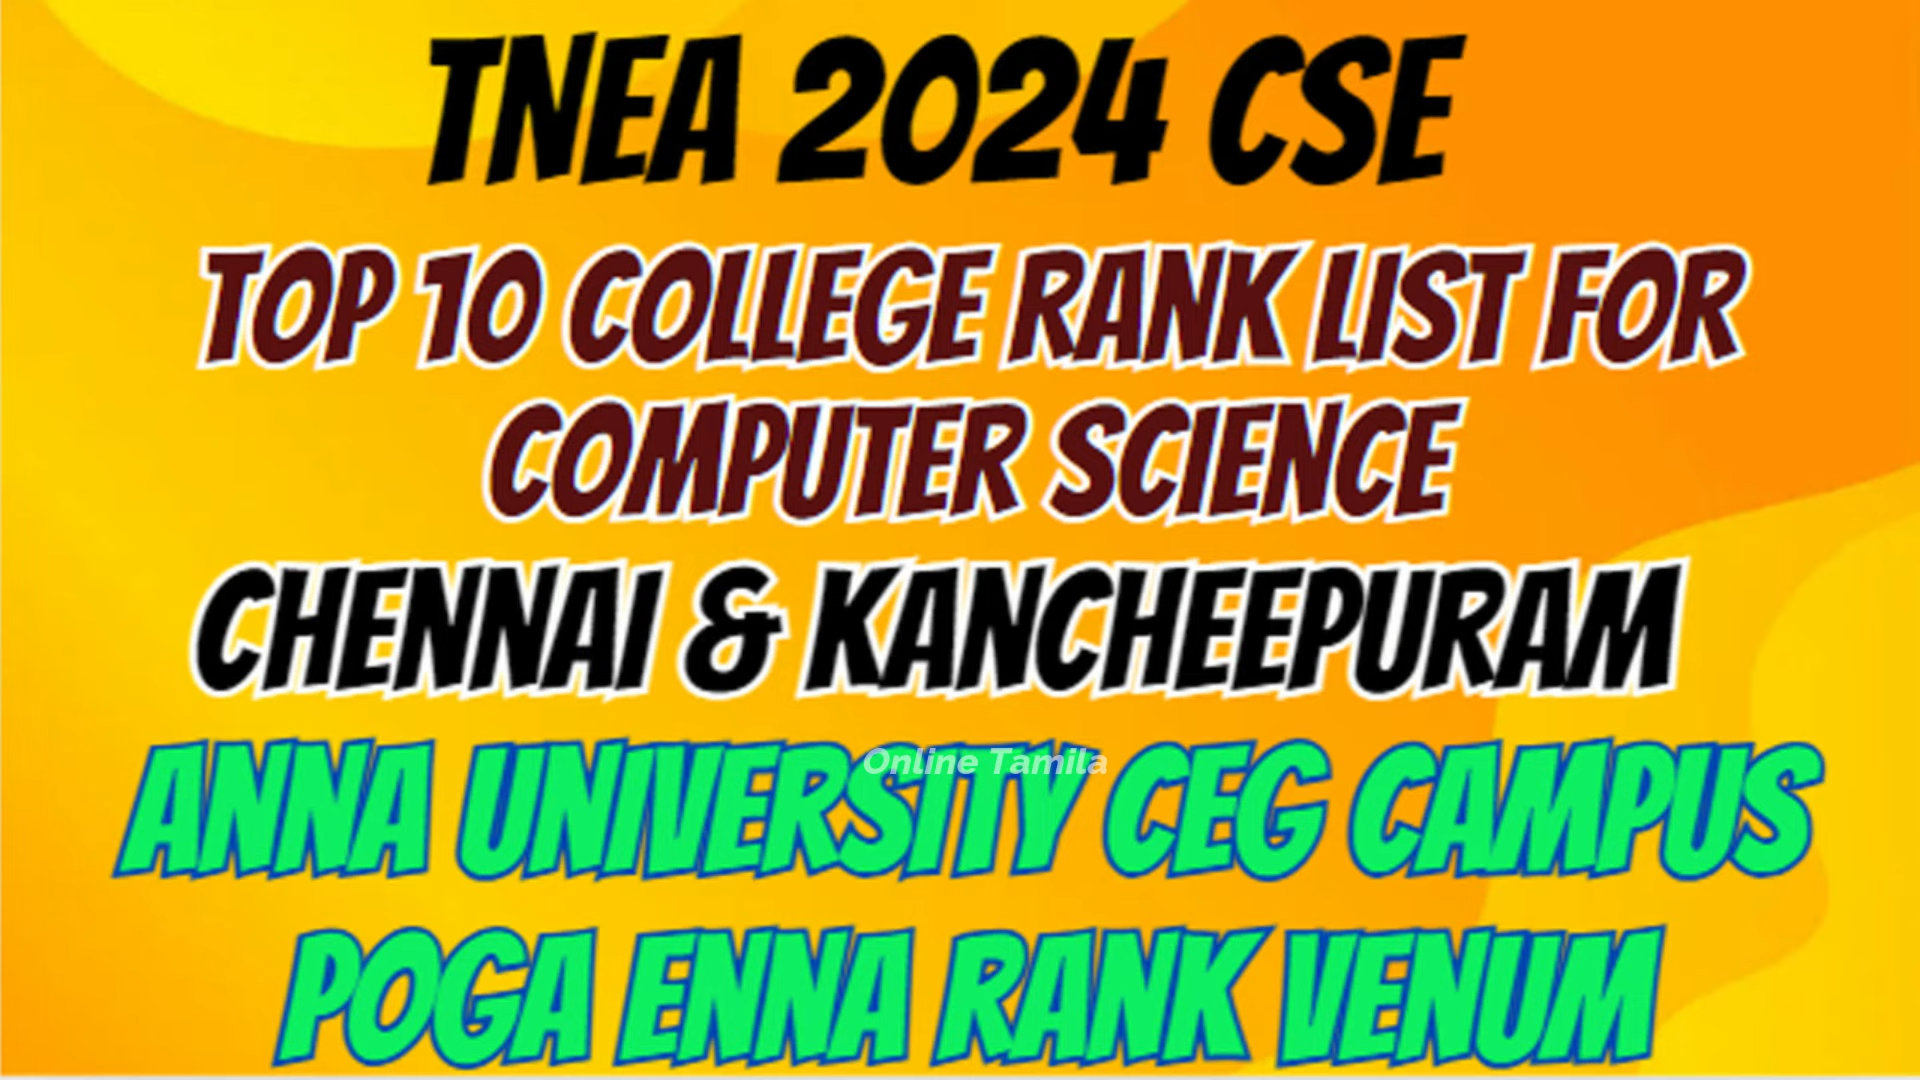 TNEA 2024 CSE
TOP 10 COLLEGE RANK LIST FOR
COMPUTER SCIENCE
CHENNAI & KANCHEEPURAM
Online Tamila
ANNA UNIVERSITY CEG CAMPUS
POGA ENNA RANK VENUM